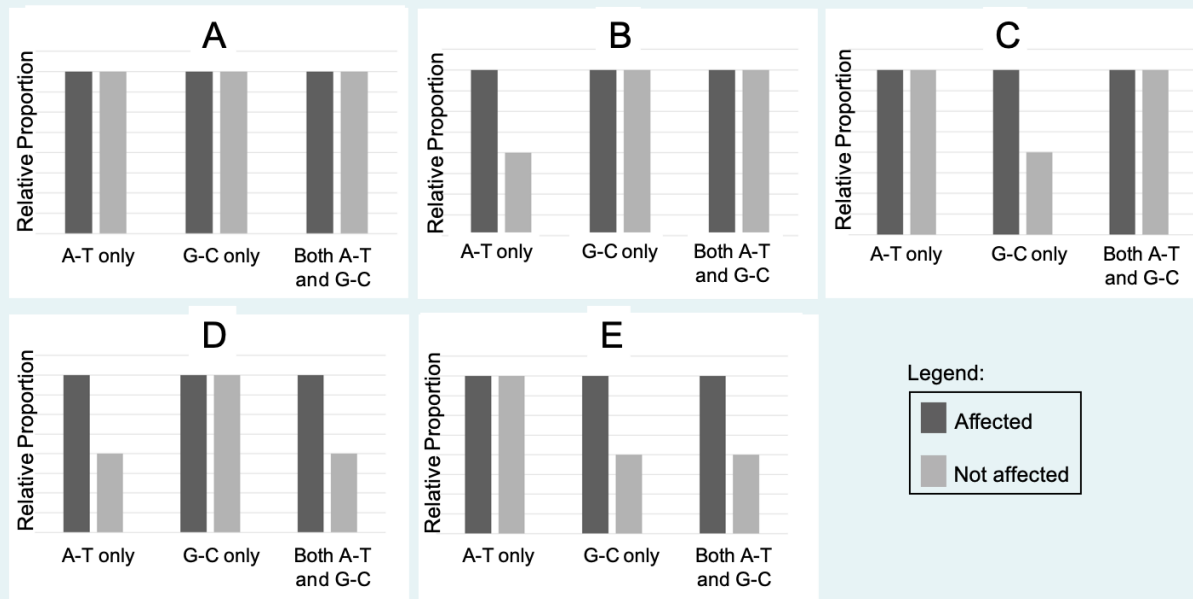 A
Relative Proportion
A-T only
G-C only
Both A-T
and G-C
B
Relative Proportion
A-T only
G-C only
Both A-T
and G-C
C
Relative Proportion
A-T only
G-C only
Both A-T
and G-C
D
Relative Proportion
A-T only
G-C only
Both A-T
and G-C
E
Relative Proportion
A-T only
G-C only
Both A-T
and G-C
Legend:
Affected
Not affected